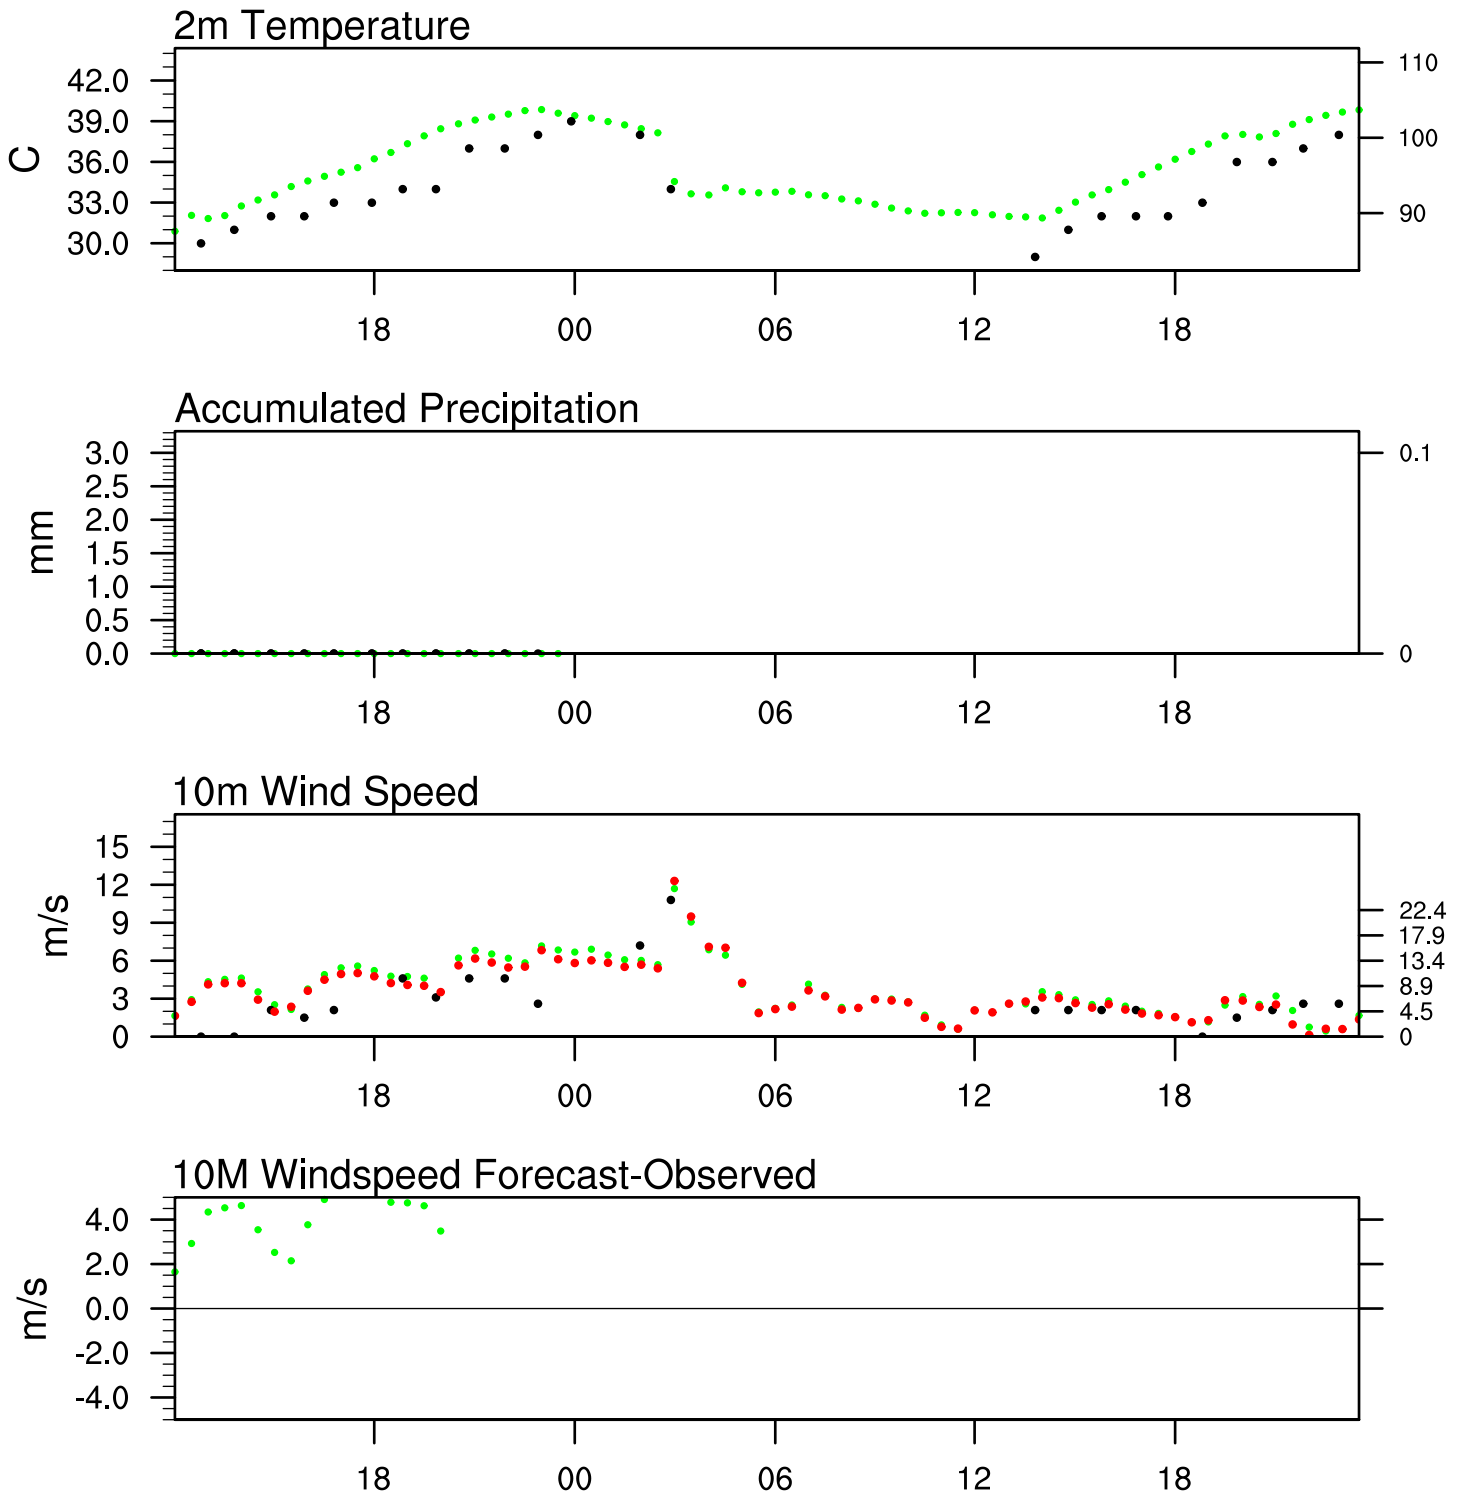 2m Temperature
42.0
39.0
36.0
33.0
30.0
C
110
100
90
18 00 06 12 18
Accumulated Precipitation
3.0
2.5
2.0
1.5
1.0
0.5
0.0
mm
0.1
0
18 00 06 12 18
10m Wind Speed
15
12
9
6
3
0
m/s
22.4
17.9
13.4
8.9
4.5
0
18 00 06 12 18
10M Windspeed Forecast-Observed
4.0
2.0
0.0
-2.0
-4.0
m/s
18 00 06 12 18